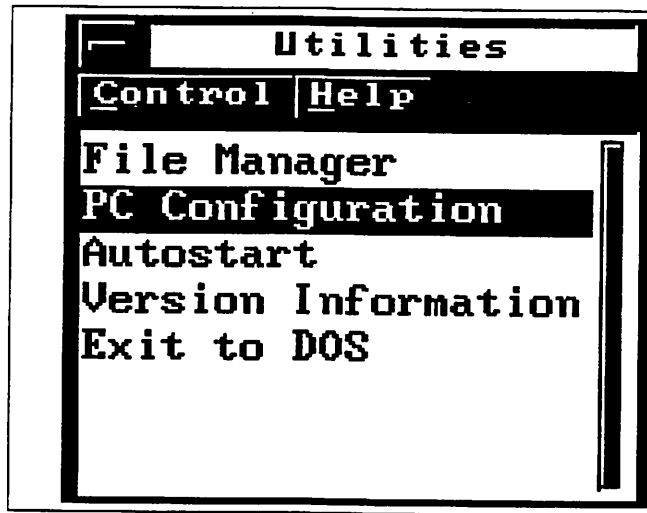 Utilities
Control Help
File Manager
PC Configuration
Autostart
Version Information
Exit to DOS